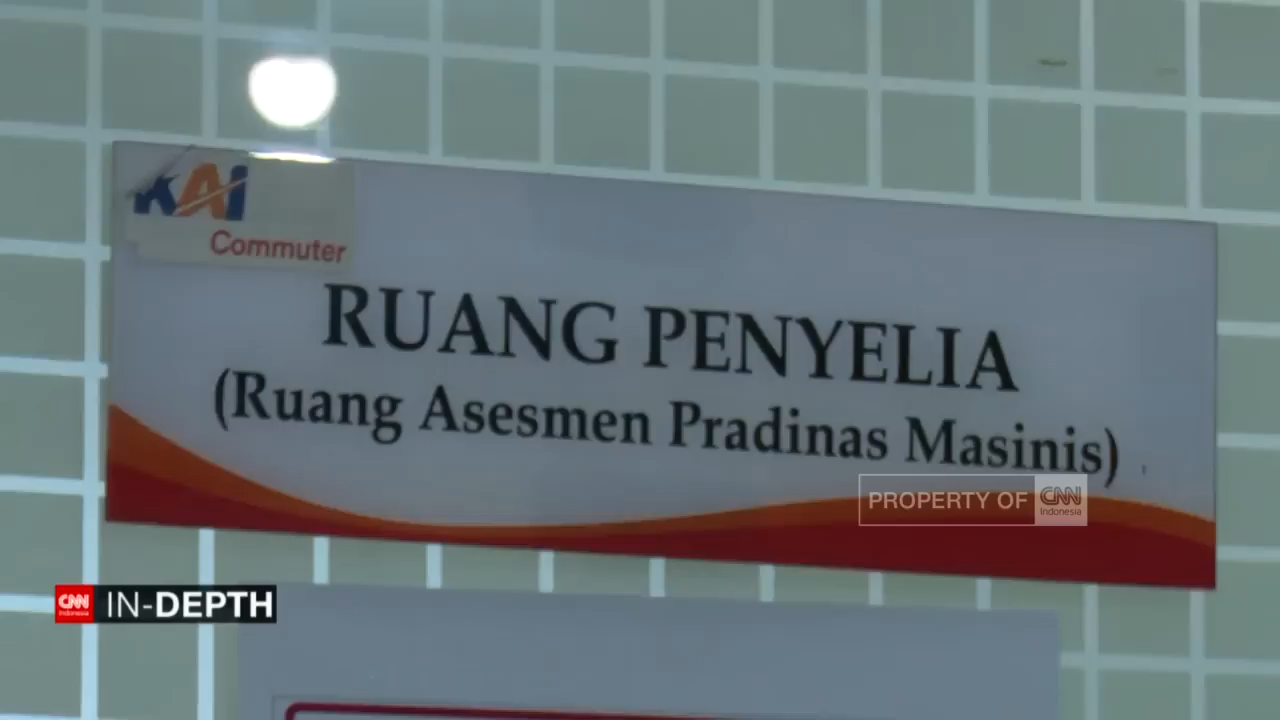 KAI
Commuter
RUANG PENYELIA
(Ruang Asesmen Pradinas Masinis)
PROPERTY OF CNN Indonesia
CNN Indonesia IN-DEPTH